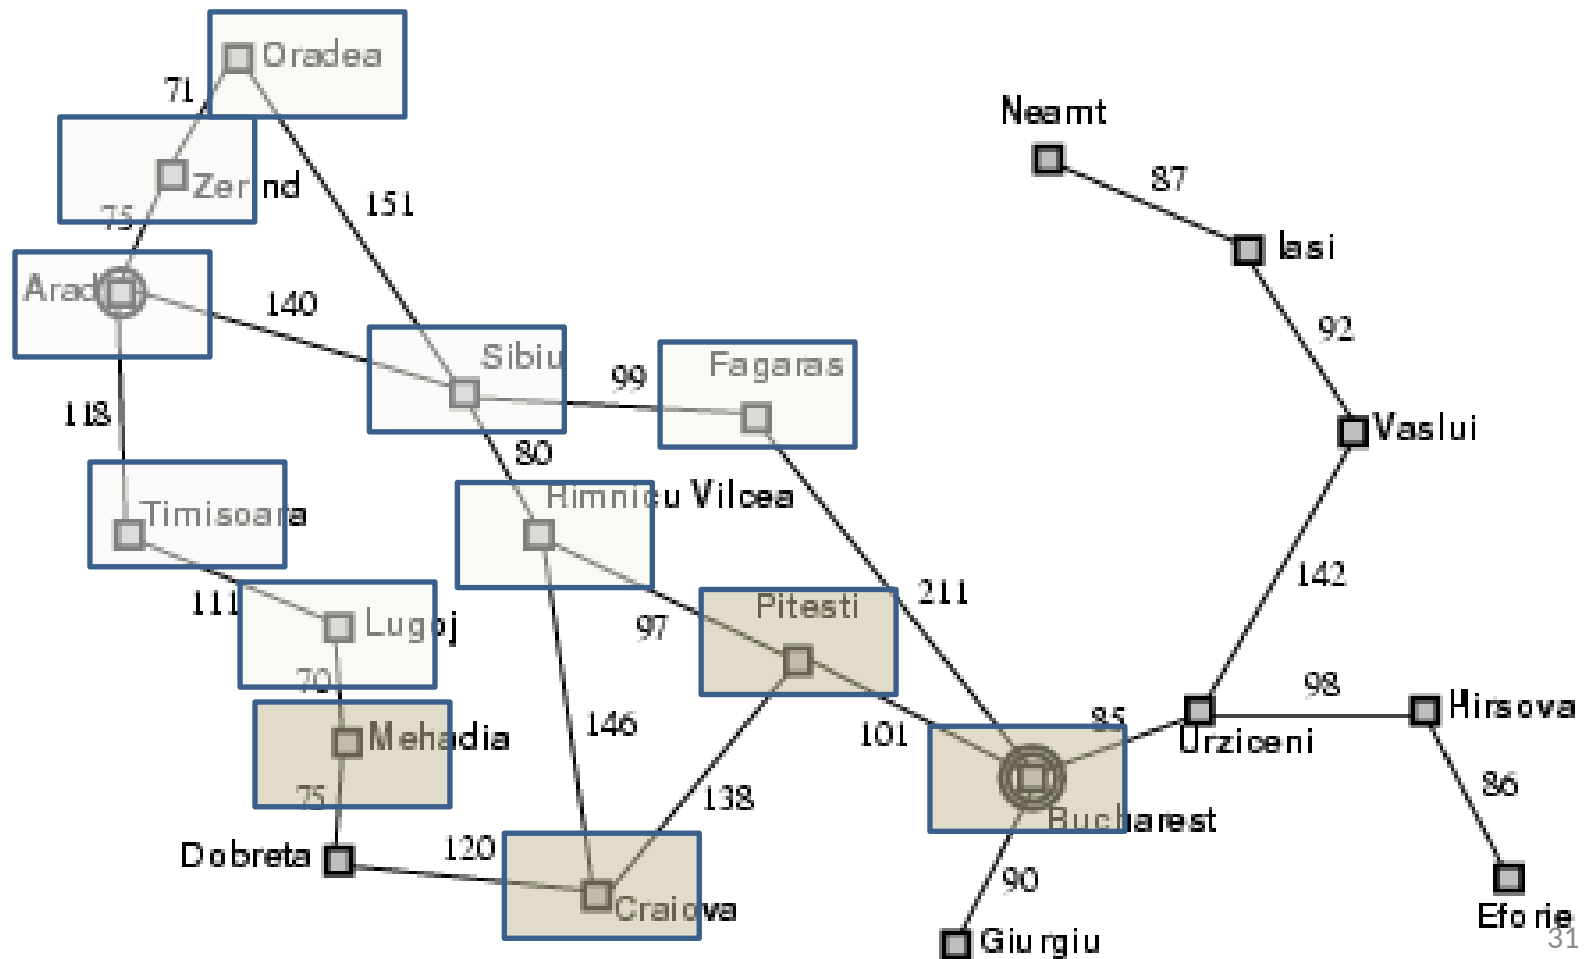 Oradea
71
Neamt
87
Zerind
75
151
Iasi
Arad
140
92
Sibiu
Fagaras
99
118
Vaslui
80
Rimnicu Vilcea
Timisoara
142
111
211
Pitesti
Lugoj
97
70
98
Hirsova
85
Mehadia
146
101
Urziceni
75
138
86
Bucharest
120
Dobreta
90
Craiova
Eforie
Giurgiu
31